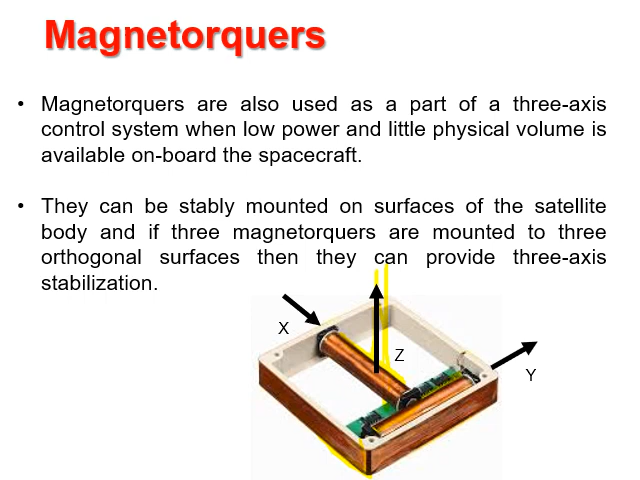 Magnetorquers
• Magnetorquers are also used as a part of a three-axis
control system when low power and little physical volume is
available on-board the spacecraft.
• They can be stably mounted on surfaces of the satellite
body and if three magnetorquers are mounted to three
orthogonal surfaces then they can provide three-axis
stabilization.
X
Z
Y